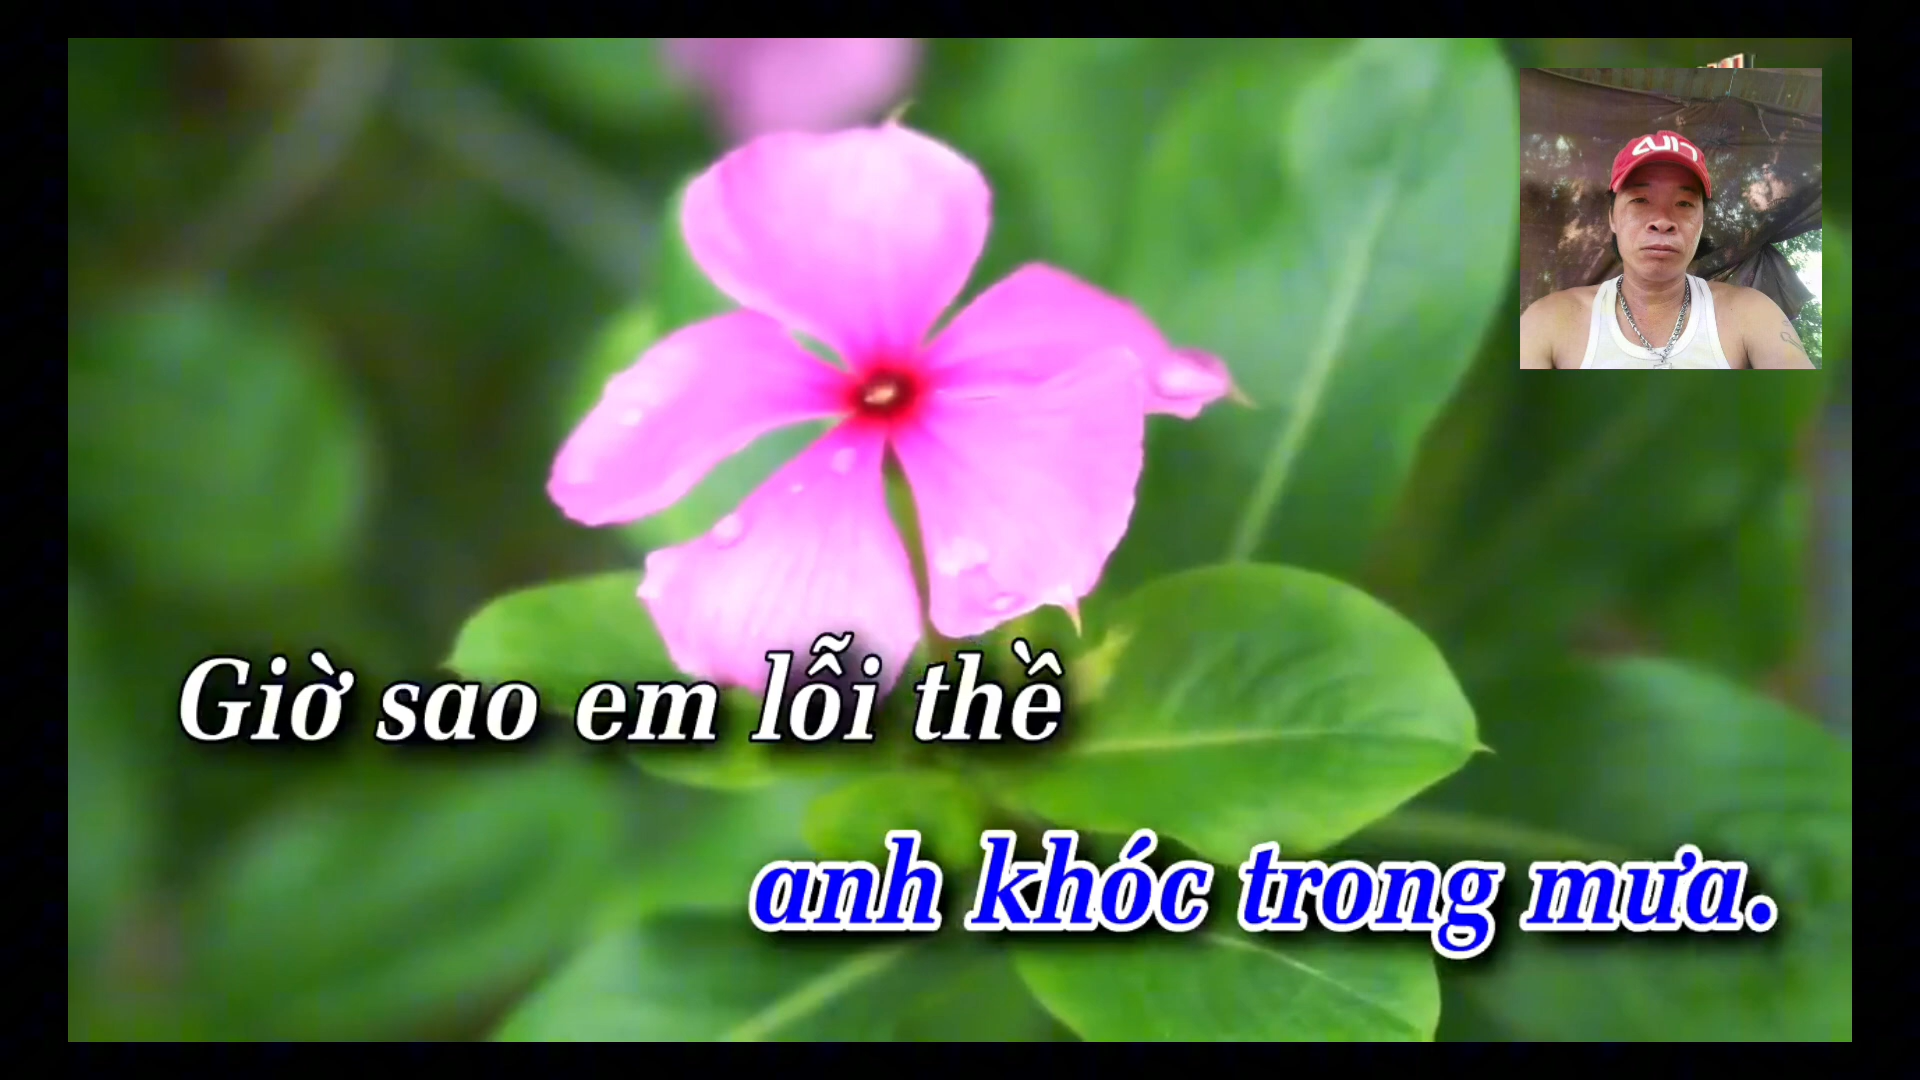 Giờ sao em lỗi thề
anh khóc trong mưa.